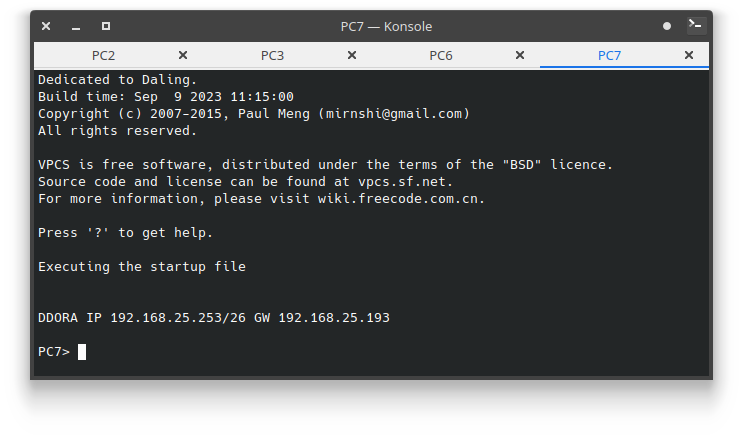 PC7 — Konsole
PC2 PC3 PC6 PC7
Dedicated to Daling.
Build time: Sep  9 2023 11:15:00
Copyright (c) 2007-2015, Paul Meng (mirnshi@gmail.com)
All rights reserved.
VPCS is free software, distributed under the terms of the "BSD" licence.
Source code and license can be found at vpcs.sf.net.
For more information, please visit wiki.freecode.com.cn.
Press '?' to get help.
Executing the startup file
DDORA IP 192.168.25.253/26 GW 192.168.25.193
PC7>